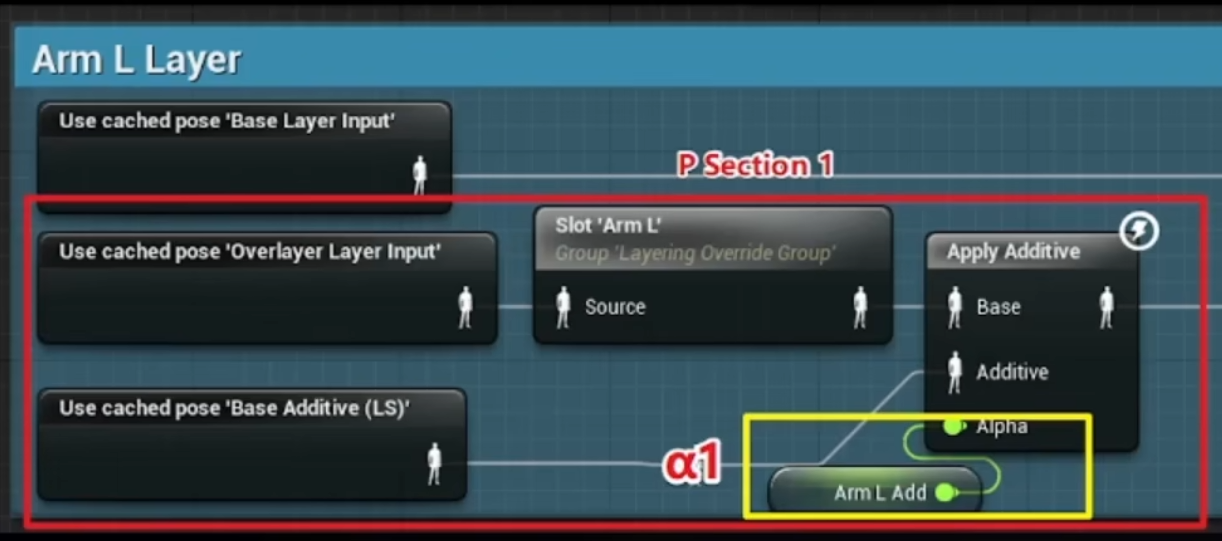 Arm L Layer
Use cached pose 'Base Layer Input'
P Section 1
Use cached pose 'Overlayer Layer Input'
Slot 'Arm L'
Group 'Layering Override Group'
Source
Apply Additive
Base
Additive
Alpha
Use cached pose 'Base Additive (LS)'
α1
Arm L Add